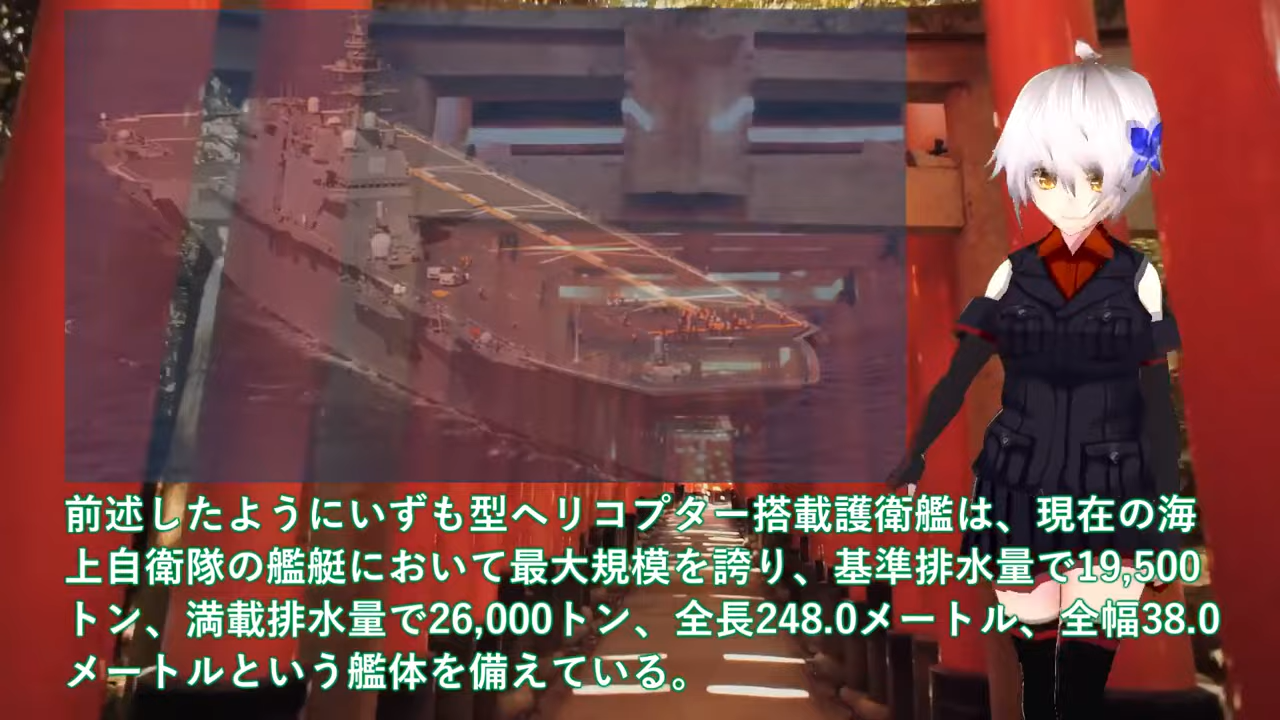 前述したようにいずも型ヘリコプター搭載護衛艦は、現在の海
上自衛隊の艦艇において最大規模を誇り、基準排水量で19,500
トン、満載排水量で26,000トン、全長248.0メートル、全幅38.0
メートルという艦体を備えている。